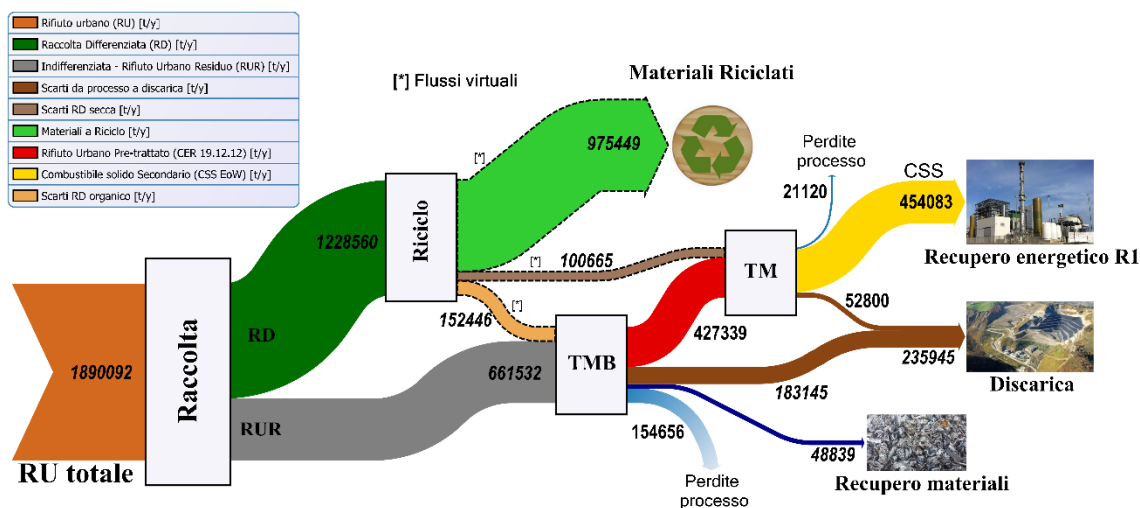 Rifiuto urbano (RU) [t/y]
Raccolta Differenziata (RD) [t/y]
Indifferenziata - Rifiuto Urbano Residuo (RUR) [t/y]
Scarti da processo a discarica [t/y]
Scarti RD secca [t/y]
Materiali a Riciclo [t/y]
Rifiuto Urbano Pre-trattato (CER 19.12.12) [t/y]
Combustibile solido Secondario (CSS EoW) [t/y]
Scarti RD organico [t/y]
[*] Flussi virtuali
Materiali Riciclati
[*]
975449
Perdite
processo
21120
CSS
454083
Recupero energetico R1
1228560
Riciclo
[*]
100665
TM
52800
[*]
152446
427339
235945
Discarica
1890092
Raccolta
RD
661532
TMB
183145
RUR
154656
48839
RU totale
Perdite
processo
Recupero materiali